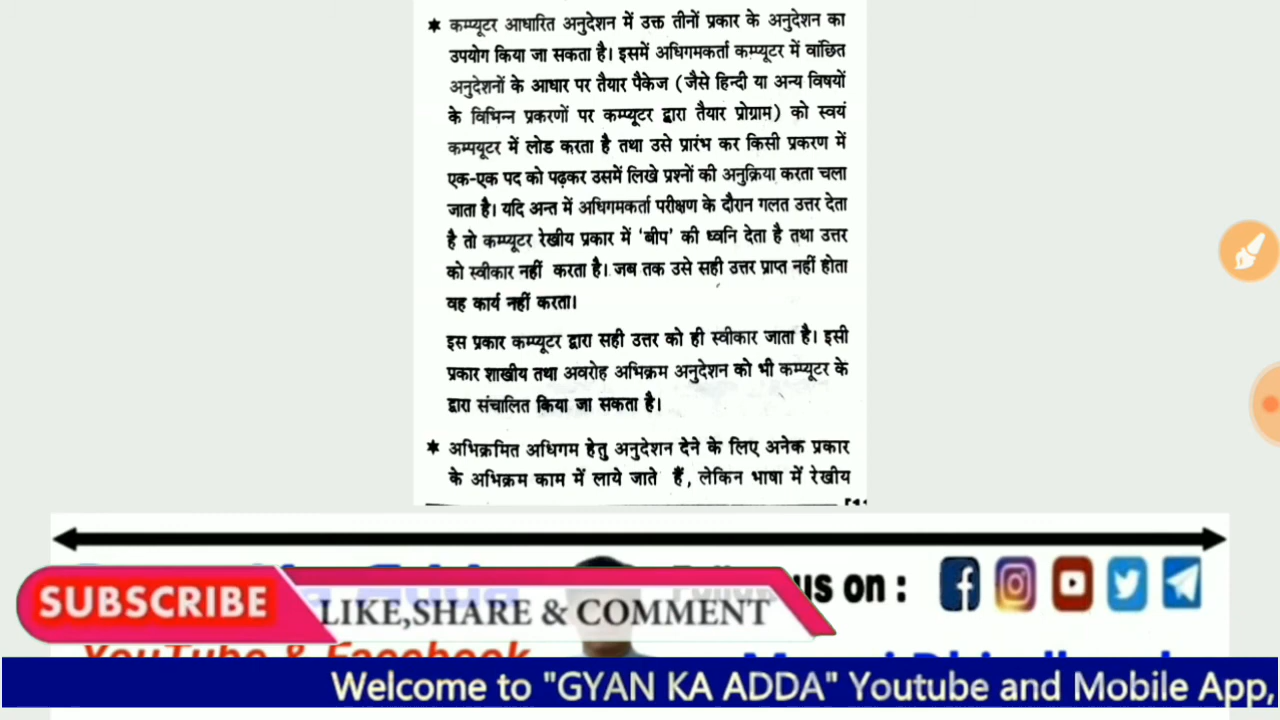 * कम्प्यूटर आधारित अनुदेशन में उक्त तीनों प्रकार के अनुदेशन का
उपयोग किया जा सकता है। इसमें अधिगमकर्ता कम्प्यूटर में वांछित
अनुदेशनों के आधार पर तैयार पैकेज (जैसे हिन्दी या अन्य विषयों
के विभिन्न प्रकरणों पर कम्प्यूटर द्वारा तैयार प्रोग्राम) को स्वयं
कम्पयूटर में लोड करता है तथा उसे प्रारंभ कर किसी प्रकरण में
एक-एक पद को पढ़कर उसमें लिखे प्रश्नों की अनुक्रिया करता चला
जाता है। यदि अन्त में अधिगमकर्ता परीक्षण के दौरान गलत उत्तर देता
है तो कम्प्यूटर रेखीय प्रकार में 'बीप' की ध्वनि देता है तथा उत्तर
को स्वीकार नहीं करता है। जब तक उसे सही उत्तर प्राप्त नहीं होता
वह कार्य नहीं करता।
इस प्रकार कम्प्यूटर द्वारा सही उत्तर को ही स्वीकार जाता है। इसी
प्रकार शाखीय तथा अवरोह अभिक्रम अनुदेशन को भी कम्प्यूटर के
द्वारा संचालित किया जा सकता है।
* अभिक्रमित अधिगम हेतु अनुदेशन देने के लिए अनेक प्रकार
के अभिक्रम काम में लाये जाते हैं, लेकिन भाषा में रेखीय
us on :
SUBSCRIBE
LIKE,SHARE & COMMENT
YouTube & Facebook
Welcome to "GYAN KA ADDA" Youtube and Mobile App,